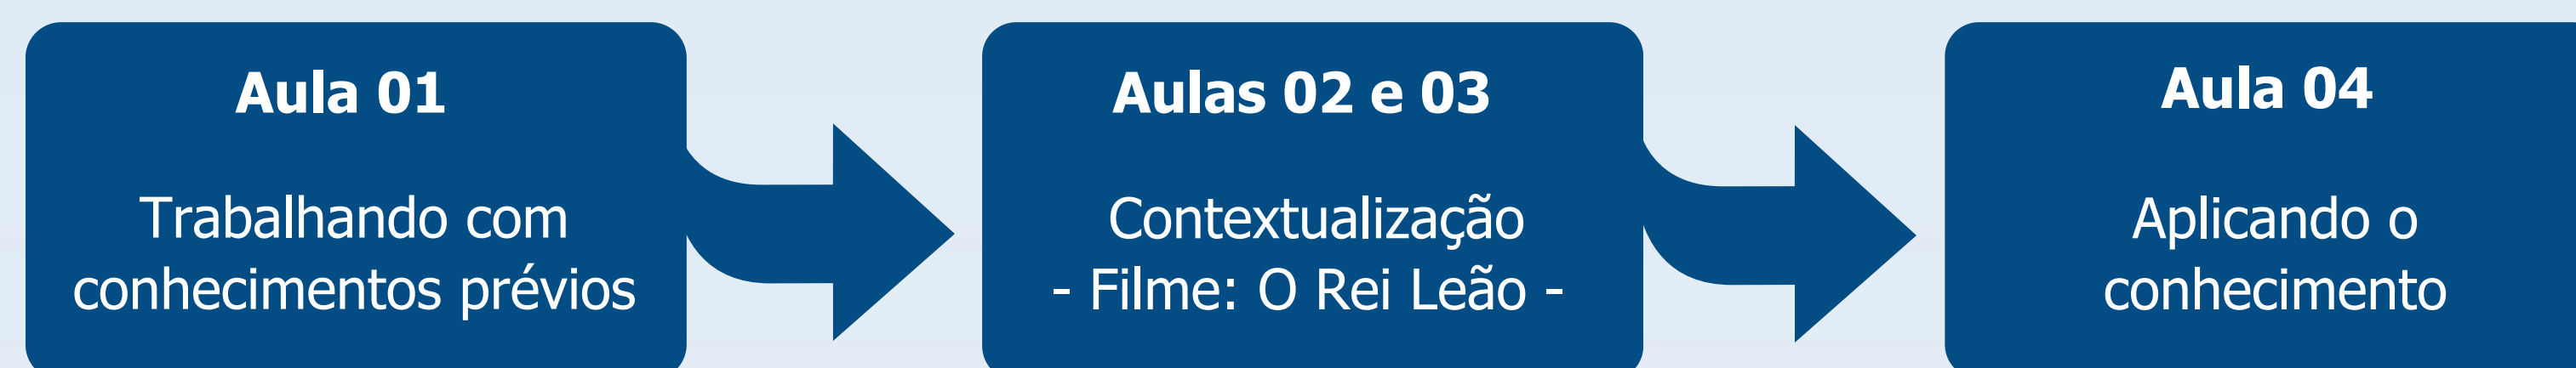 Aula 01
Trabalhando com
conhecimentos prévios
Aulas 02 e 03
Contextualização
- Filme: O Rei Leão -
Aula 04
Aplicando o
conhecimento